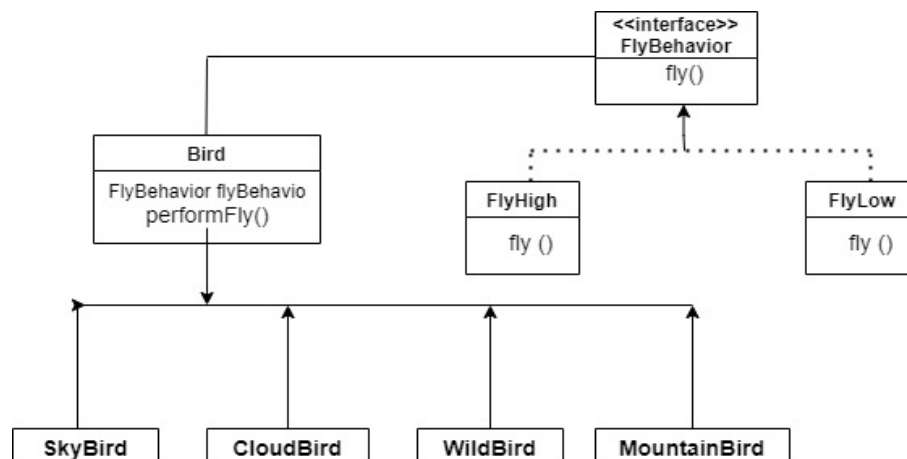 <<interface>>
FlyBehavior
fly()
Bird
FlyBehavior flyBehavio
performFly()
FlyHigh
fly ()
FlyLow
fly ()
SkyBird
CloudBird
WildBird
MountainBird